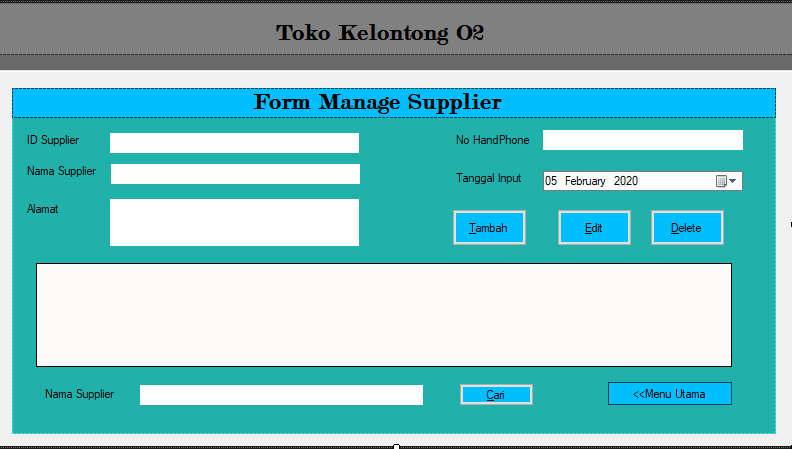 Toko Kelontong O2
Form Manage Supplier
ID Supplier
No HandPhone
Nama Supplier
Tanggal Input
05 February 2020
Alamat
Tambah
Edit
Delete
Nama Supplier
Cari
<<Menu Utama